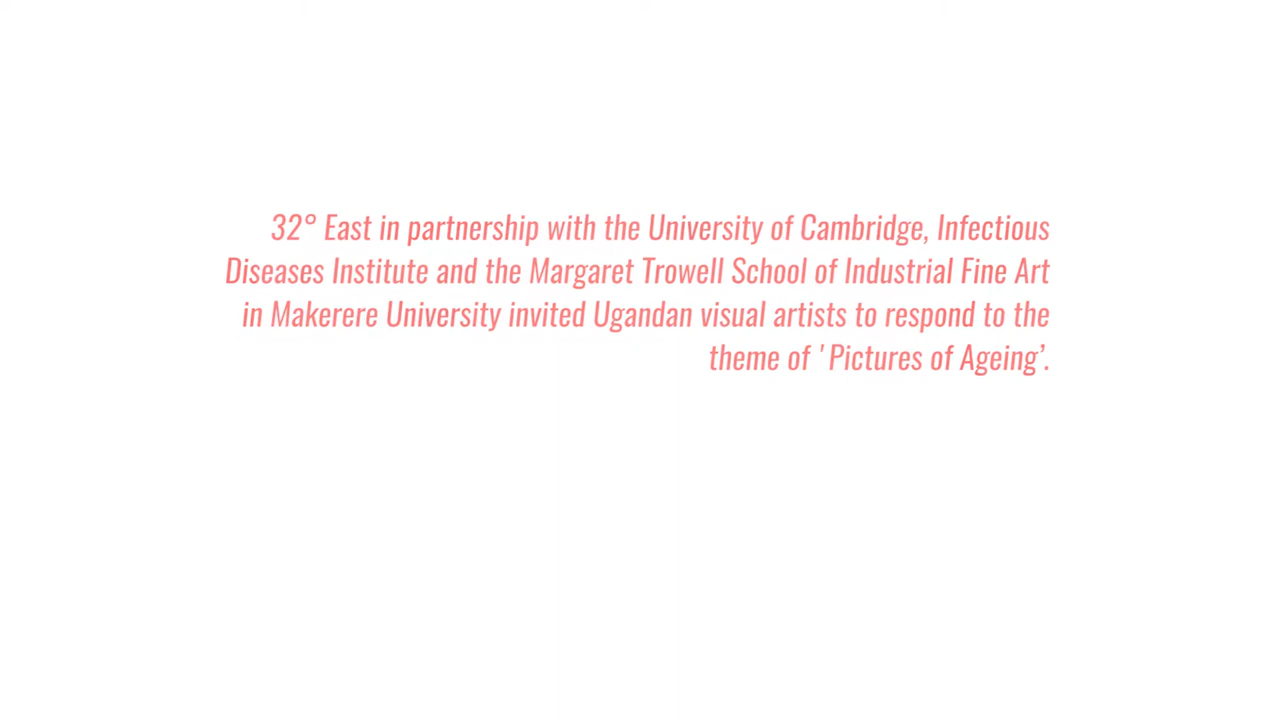 32° East in partnership with the University of Cambridge, Infectious
Diseases Institute and the Margaret Trowell School of Industrial Fine Art
in Makerere University invited Ugandan visual artists to respond to the
theme of 'Pictures of Ageing’.